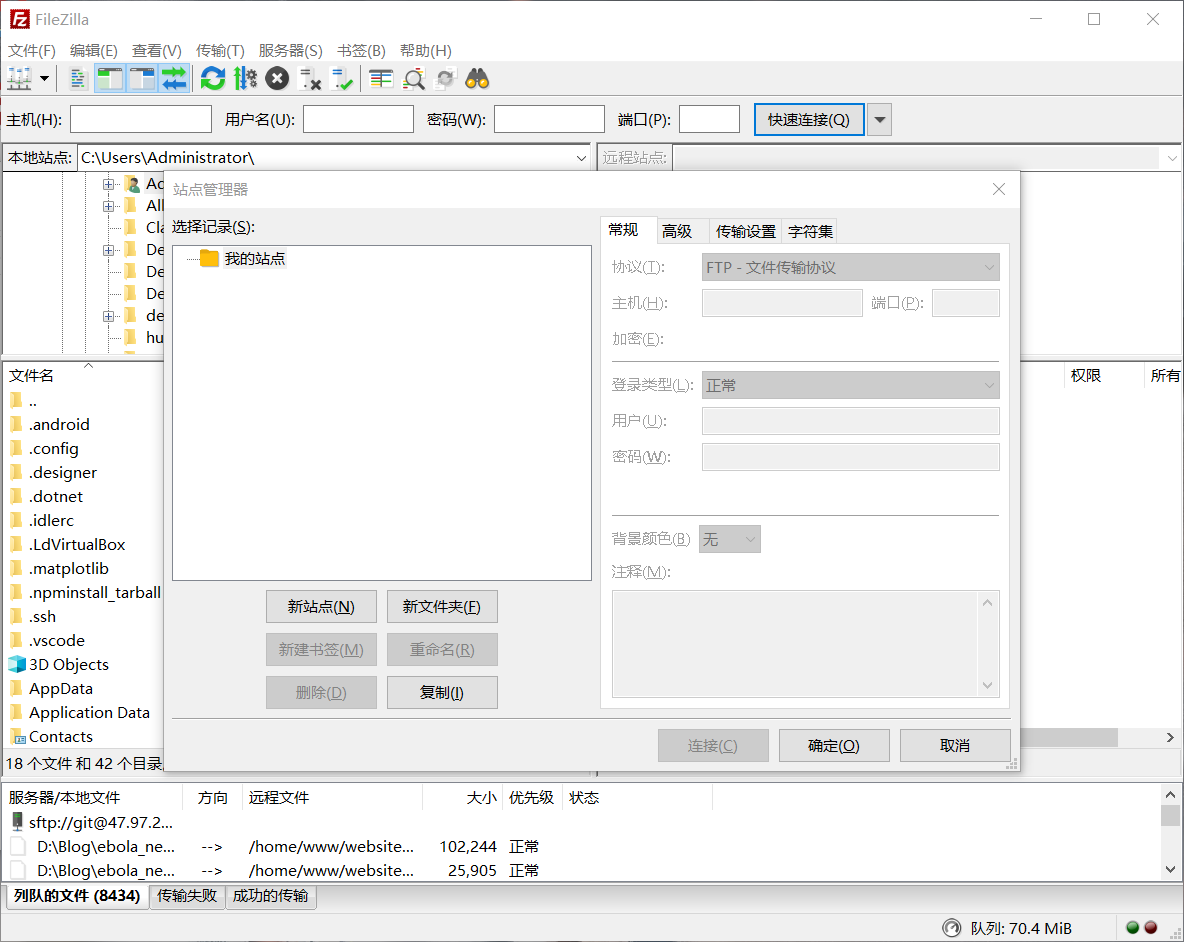 FileZilla
文件(F) 编辑(E) 查看(V) 传输(T) 服务器(S) 书签(B) 帮助(H)
主机(H): 用户名(U): 密码(W): 端口(P): 快速连接(Q)
本地站点: C:\Users\Administrator\ 远程站点:
站点管理器
选择记录(S):
我的站点
新站点(N) 新文件夹(F)
新建书签(M) 重命名(R)
删除(D) 复制(I)
常规 高级 传输设置 字符集
协议(T): FTP - 文件传输协议
主机(H): 端口(P):
加密(E):
登录类型(L): 正常
用户(U):
密码(W):
背景颜色(B) 无
注释(M):
连接(C) 确定(O) 取消
Ad
All
Cla
De
De
De
de
hu
文件名 权限 所有
..
.android
.config
.designer
.dotnet
.idlerc
.LdVirtualBox
.matplotlib
.npminstall_tarball
.ssh
.vscode
3D Objects
AppData
Application Data
Contacts
18 个文件 和 42 个目录
服务器/本地文件 方向 远程文件 大小 优先级 状态
sftp://git@47.97.2...
D:\Blog\ebola_ne... --> /home/www/website... 102,244 正常
D:\Blog\ebola_ne... --> /home/www/website... 25,905 正常
列队的文件 (8434) 传输失败 成功的传输
队列: 70.4 MiB